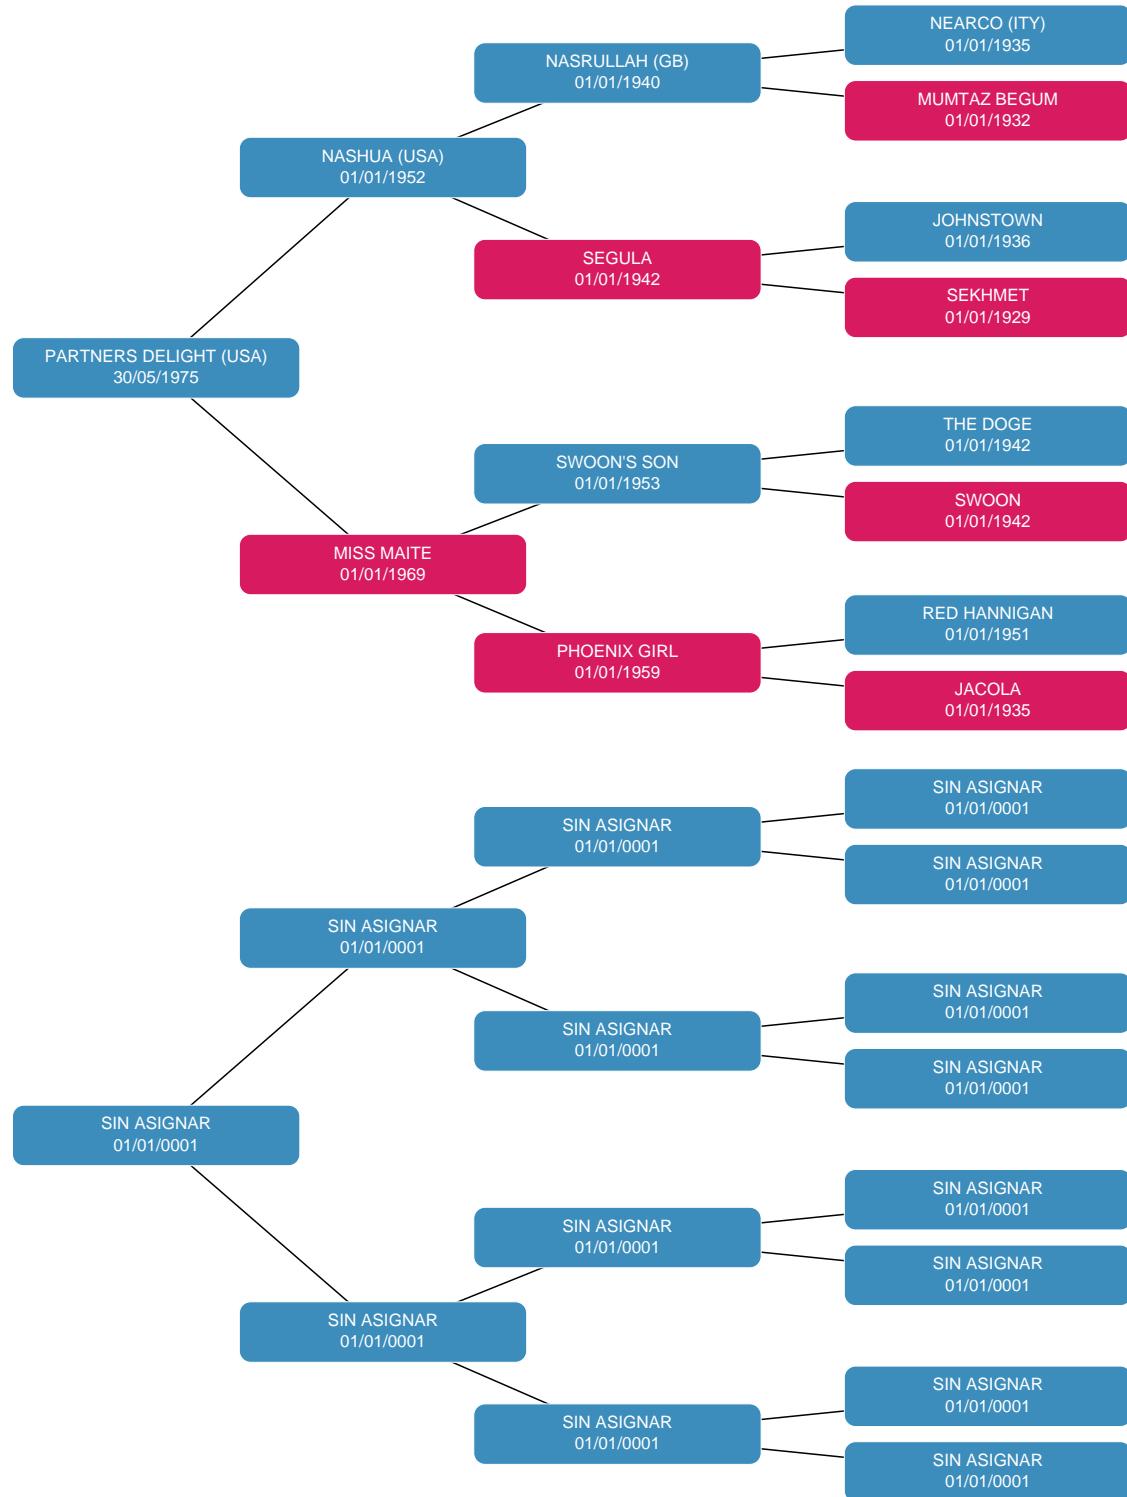 NEARCO (ITY)
01/01/1935
NASRULLAH (GB)
01/01/1940
MUMTAZ BEGUM
01/01/1932
NASHUA (USA)
01/01/1952
JOHNSTOWN
01/01/1936
SEGULA
01/01/1942
SEKHMET
01/01/1929
PARTNERS DELIGHT (USA)
30/05/1975
THE DOGE
01/01/1942
SWOON'S SON
01/01/1953
SWOON
01/01/1942
MISS MAITE
01/01/1969
RED HANNIGAN
01/01/1951
PHOENIX GIRL
01/01/1959
JACOLA
01/01/1935
SIN ASIGNAR
01/01/0001
SIN ASIGNAR
01/01/0001
SIN ASIGNAR
01/01/0001
SIN ASIGNAR
01/01/0001
SIN ASIGNAR
01/01/0001
SIN ASIGNAR
01/01/0001
SIN ASIGNAR
01/01/0001
SIN ASIGNAR
01/01/0001
SIN ASIGNAR
01/01/0001
SIN ASIGNAR
01/01/0001
SIN ASIGNAR
01/01/0001
SIN ASIGNAR
01/01/0001
SIN ASIGNAR
01/01/0001
SIN ASIGNAR
01/01/0001
SIN ASIGNAR
01/01/0001